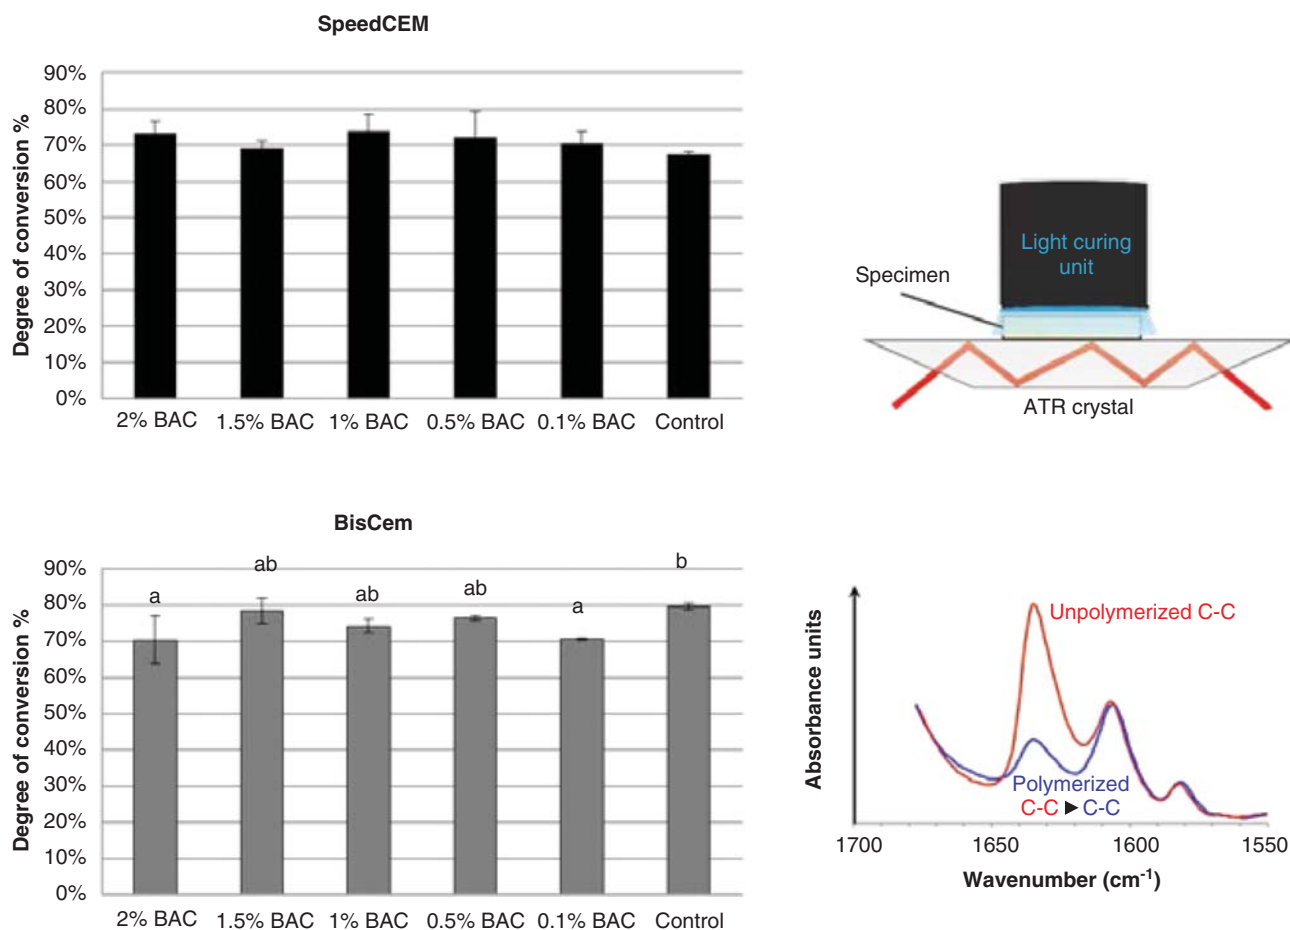 SpeedCEM
Degree of conversion %
90%
80%
70%
60%
50%
40%
30%
20%
10%
0%
2% BAC
1.5% BAC
1% BAC
0.5% BAC
0.1% BAC
Control
Light curing
unit
Specimen
ATR crystal
BisCem
Degree of conversion %
90%
80%
70%
60%
50%
40%
30%
20%
10%
0%
a
ab
ab
ab
a
b
2% BAC
1.5% BAC
1% BAC
0.5% BAC
0.1% BAC
Control
Absorbance units
Unpolymerized C-C
Polymerized
C-C ► C-C
1700
1650
1600
1550
Wavenumber (cm-1)